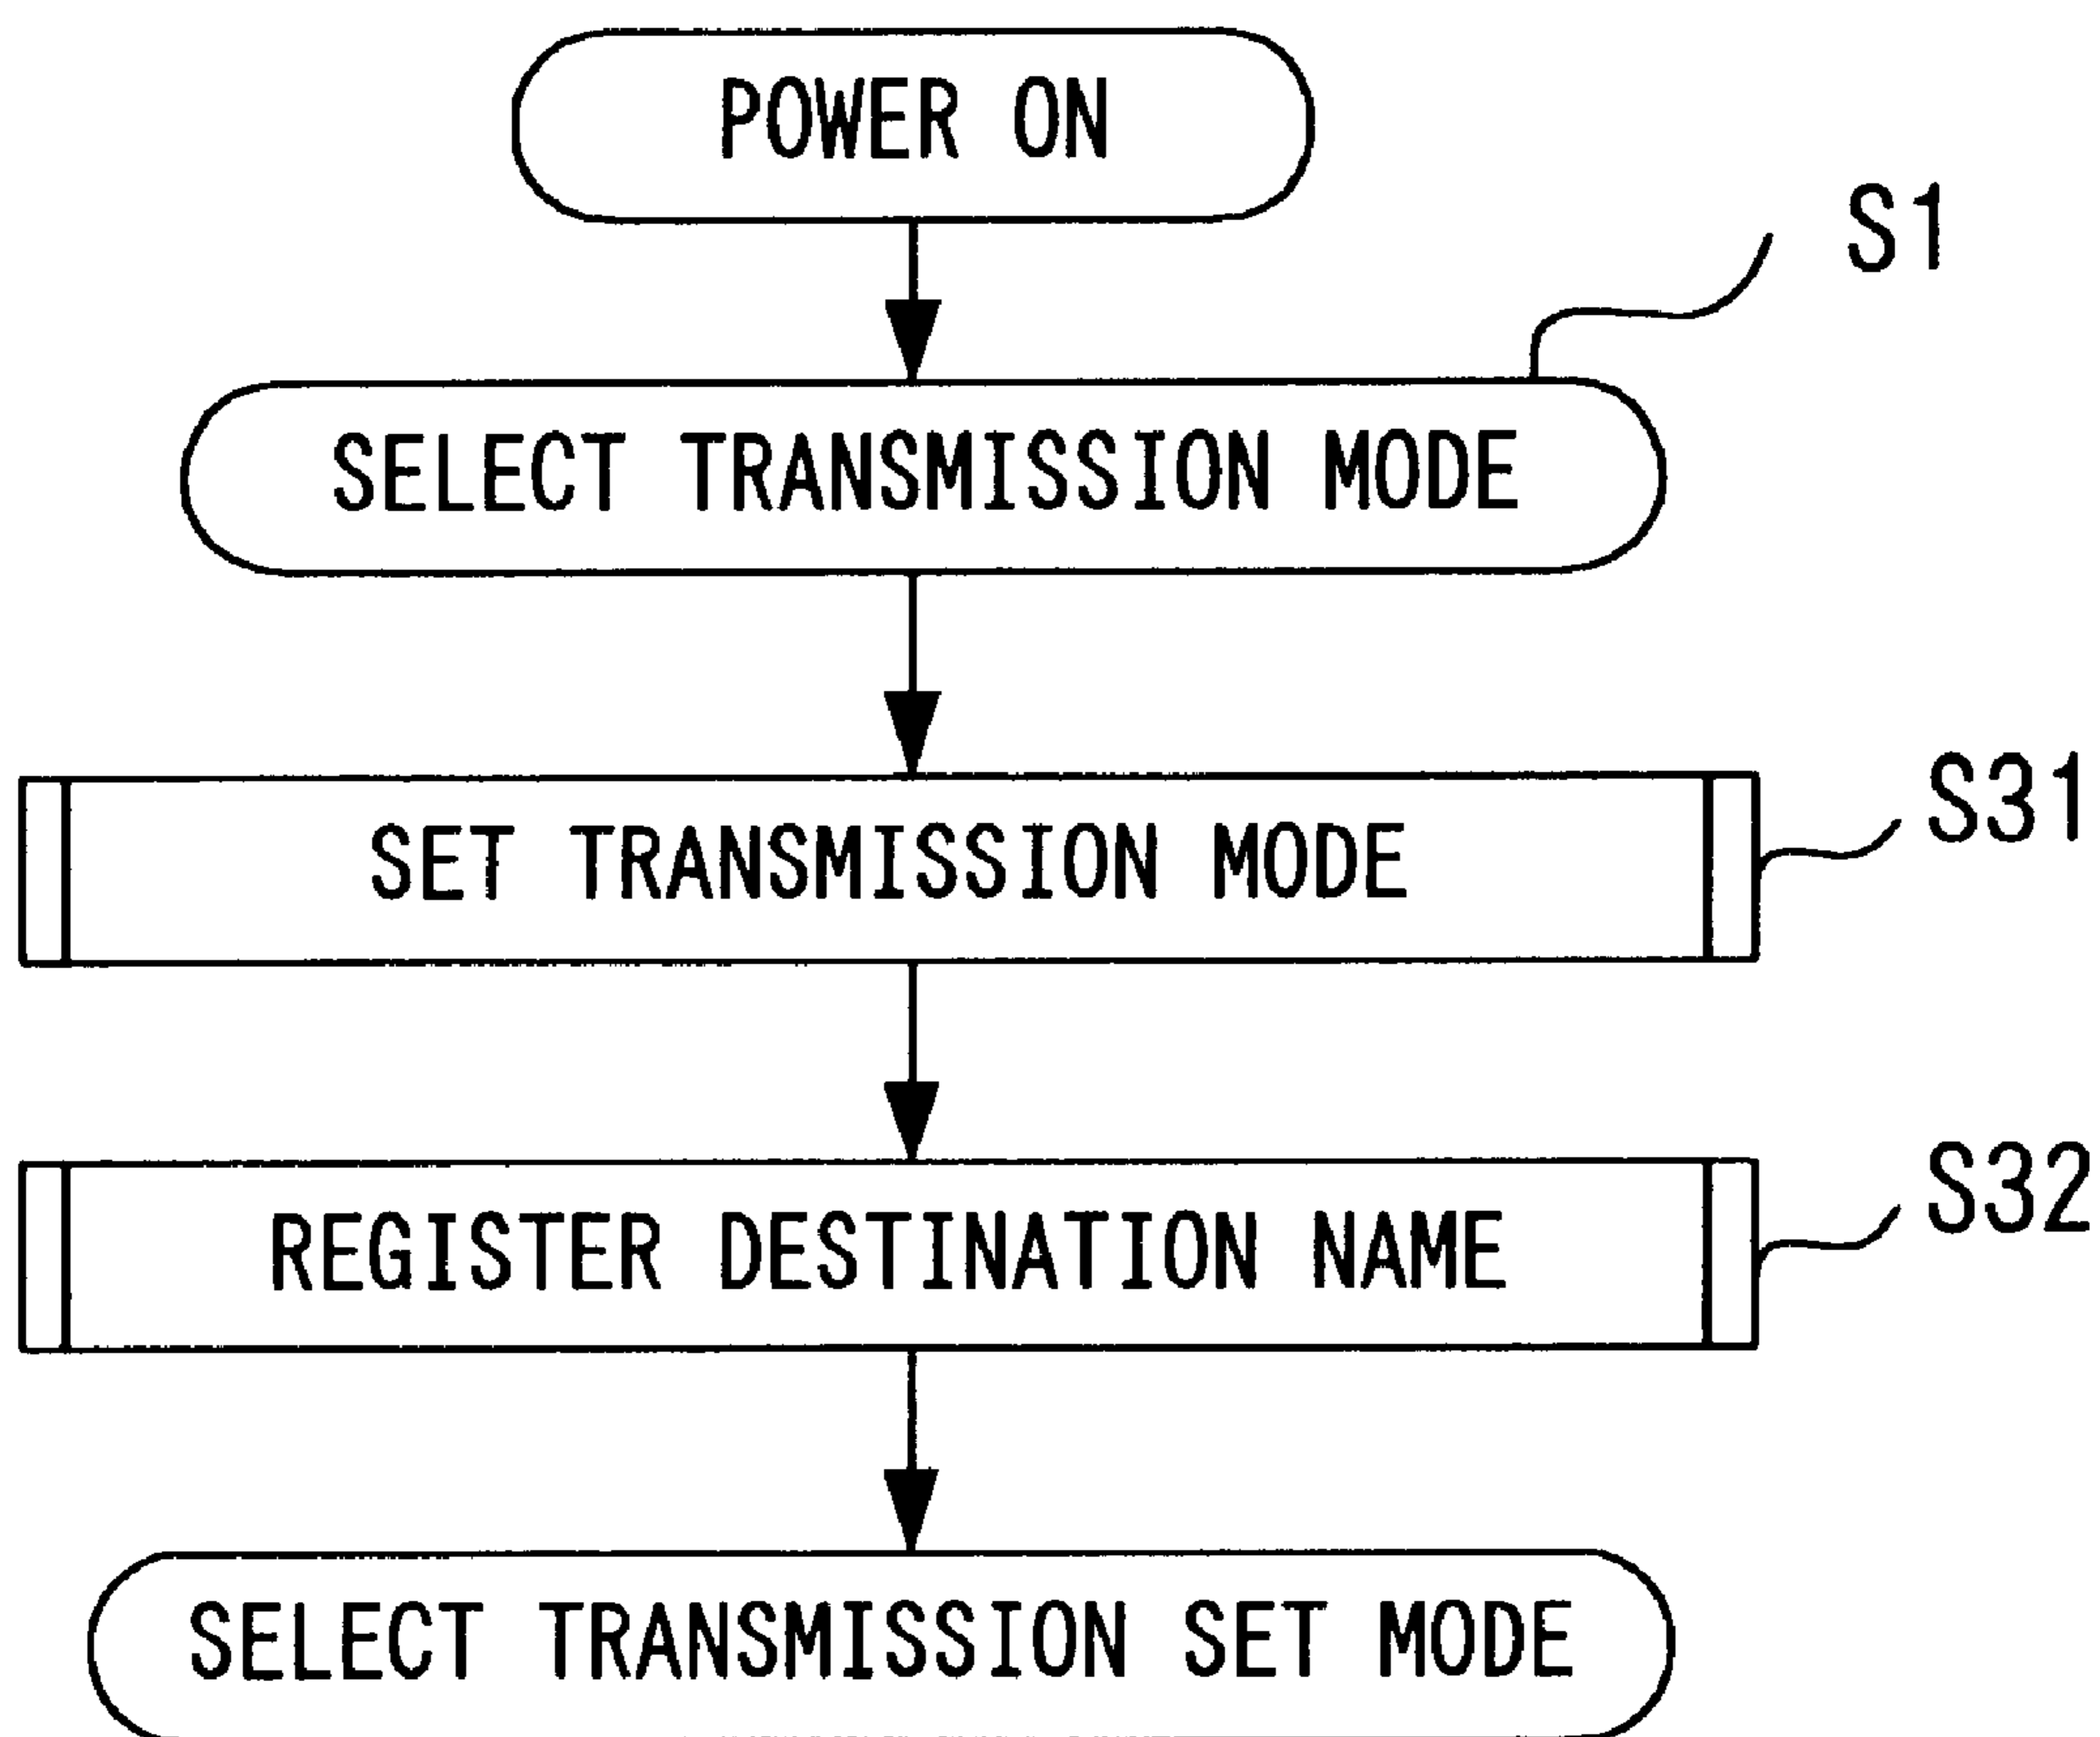 POWER ON
S1
SELECT TRANSMISSION MODE
SET TRANSMISSION MODE
S31
REGISTER DESTINATION NAME
S32
SELECT TRANSMISSION SET MODE